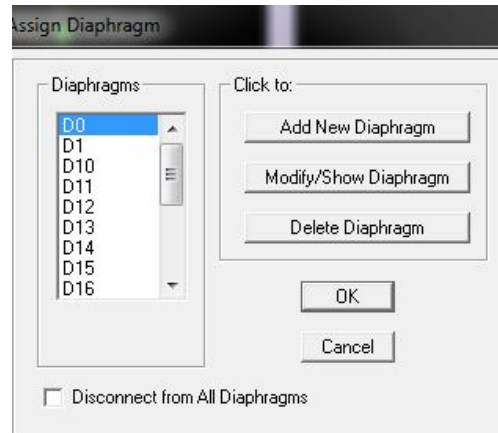 Assign Diaphragm
Diaphragms
D0
D1
D10
D11
D12
D13
D14
D15
D16
Click to:
Add New Diaphragm
Modify/Show Diaphragm
Delete Diaphragm
OK
Cancel
Disconnect from All Diaphragms